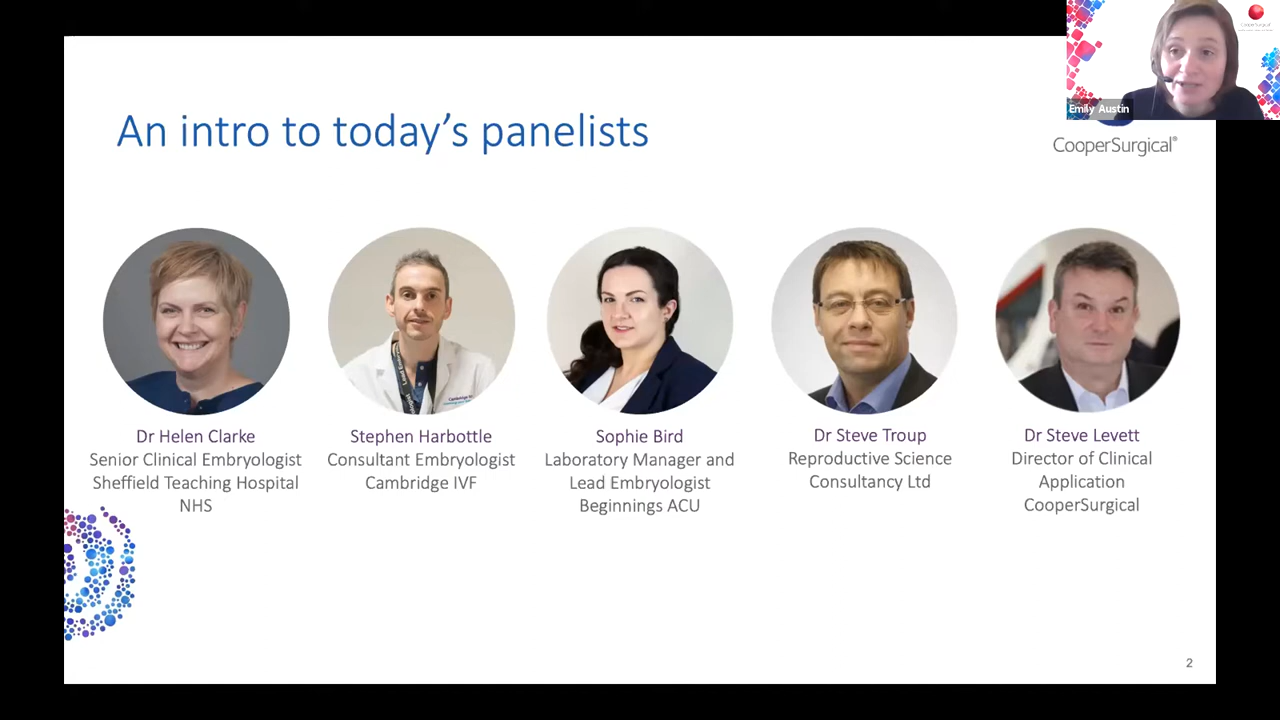 An intro to today's panelists
Emily Austin
CooperSurgical®
Dr Helen Clarke
Senior Clinical Embryologist
Sheffield Teaching Hospital
NHS
Stephen Harbottle
Consultant Embryologist
Cambridge IVF
Sophie Bird
Laboratory Manager and
Lead Embryologist
Beginnings ACU
Dr Steve Troup
Reproductive Science
Consultancy Ltd
Dr Steve Levett
Director of Clinical
Application
CooperSurgical
2